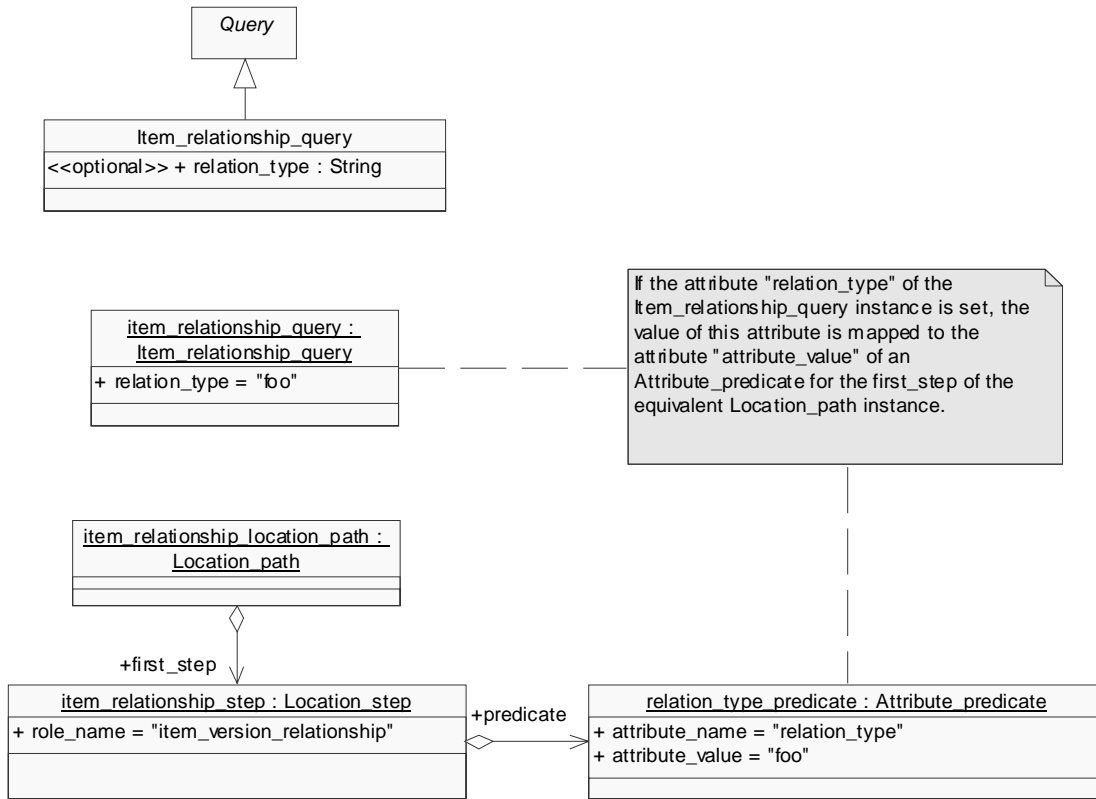 Query
Item_relationship_query
<<optional>> + relation_type : String
item_relationship_query :
Item_relationship_query
+ relation_type = "foo"
If the attribute "relation_type" of the
Item_relationship_query instance is set, the
value of this attribute is mapped to the
attribute "attribute_value" of an
Attribute_predicate for the first_step of the
equivalent Location_path instance.
item_relationship_location_path :
Location_path
+first_step
item_relationship_step : Location_step
+ role_name = "item_version_relationship"
+predicate
relation_type_predicate : Attribute_predicate
+ attribute_name = "relation_type"
+ attribute_value = "foo"